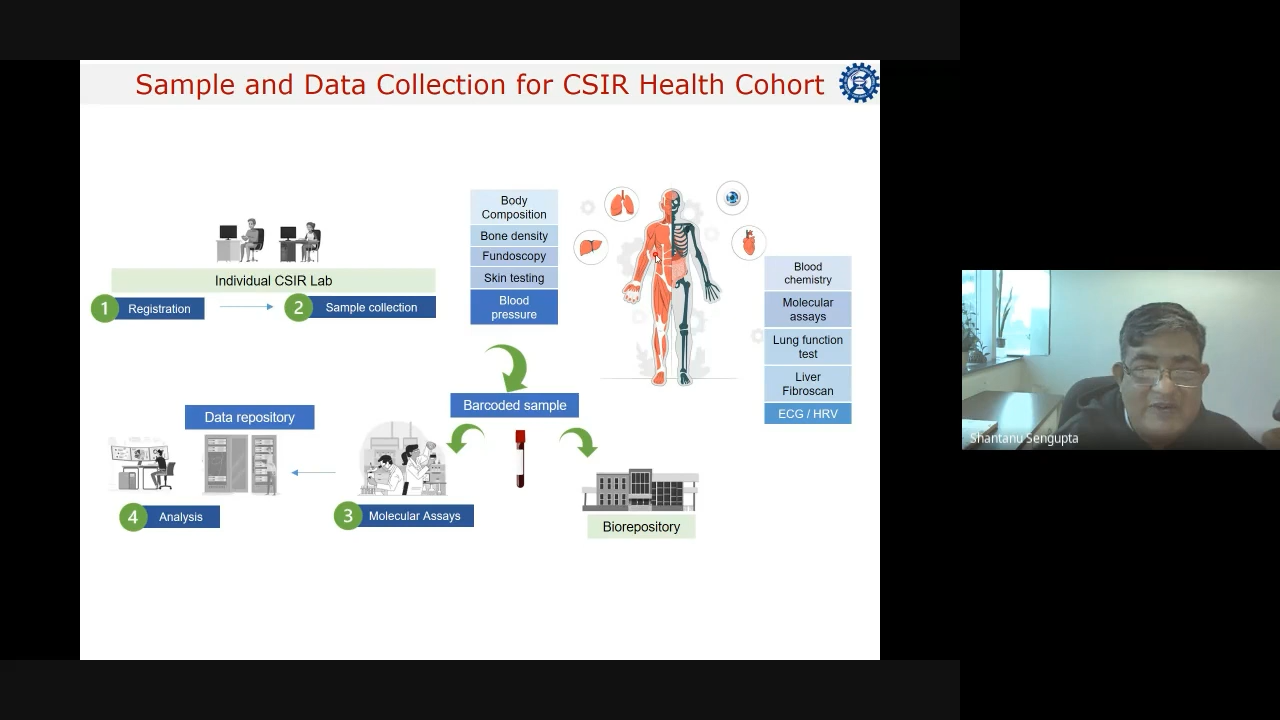 Sample and Data Collection for CSIR Health Cohort
Individual CSIR Lab
1 Registration
2 Sample collection
Body
Composition
Bone density
Fundoscopy
Skin testing
Blood
pressure
Blood
chemistry
Molecular
assays
Lung function
test
Liver
Fibroscan
ECG / HRV
Barcoded sample
Data repository
4 Analysis
3 Molecular Assays
Biorepository
Shantanu Sengupta